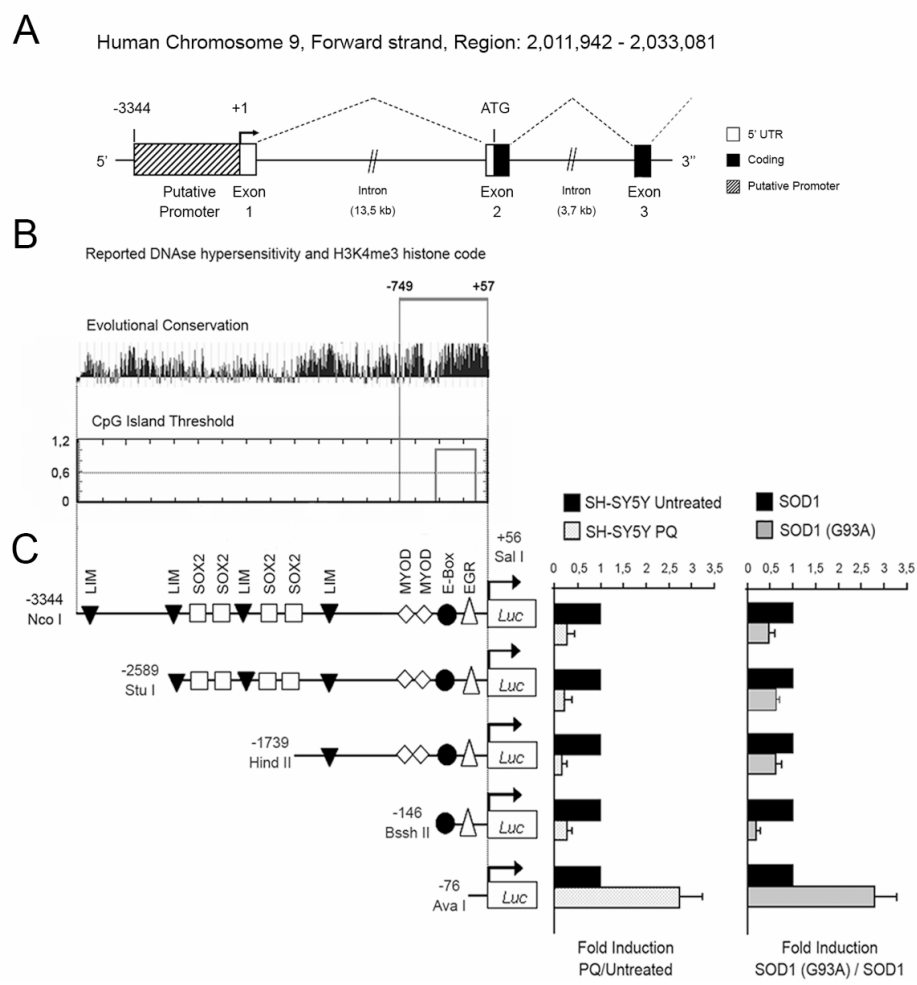 A
Human Chromosome 9, Forward strand, Region: 2,011,942 - 2,033,081
-3344
+1
ATG
5'
3''
Putative
Promoter
Exon
1
Intron
(13,5 kb)
Exon
2
Intron
(3,7 kb)
Exon
3
5' UTR
Coding
Putative Promoter
B
Reported DNAse hypersensitivity and H3K4me3 histone code
-749
+57
Evolutional Conservation
CpG Island Threshold
1,2
0,6
0
C
SH-SY5Y Untreated
SH-SY5Y PQ
SOD1
SOD1 (G93A)
0 0,5 1 1,5 2 2,5 3 3,5
0 0,5 1 1,5 2 2,5 3 3,5
LIM
LIM
SOX2
SOX2
LIM
SOX2
SOX2
LIM
MYOD
MYOD
E-Box
EGR
+56
Sal I
-3344
Nco I
Luc
-2589
Stu I
Luc
-1739
Hind II
Luc
-146
Bssh II
Luc
-76
Ava I
Luc
Fold Induction
PQ/Untreated
Fold Induction
SOD1 (G93A) / SOD1